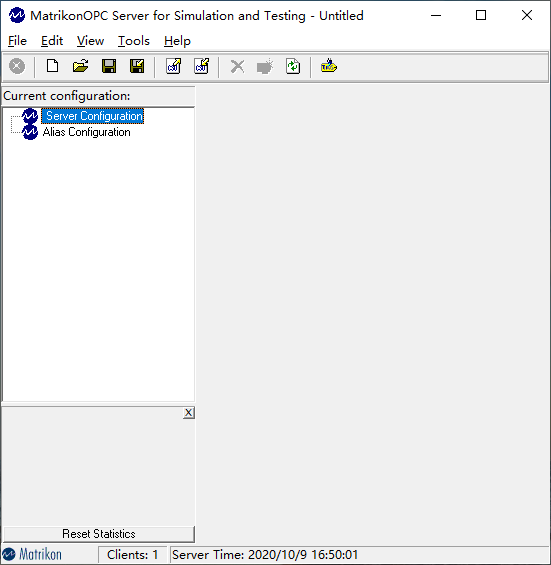 MatrikonOPC Server for Simulation and Testing - Untitled
File Edit View Tools Help
Current configuration:
Server Configuration
Alias Configuration
X
Reset Statistics
Matrikon Clients: 1 Server Time: 2020/10/9 16:50:01